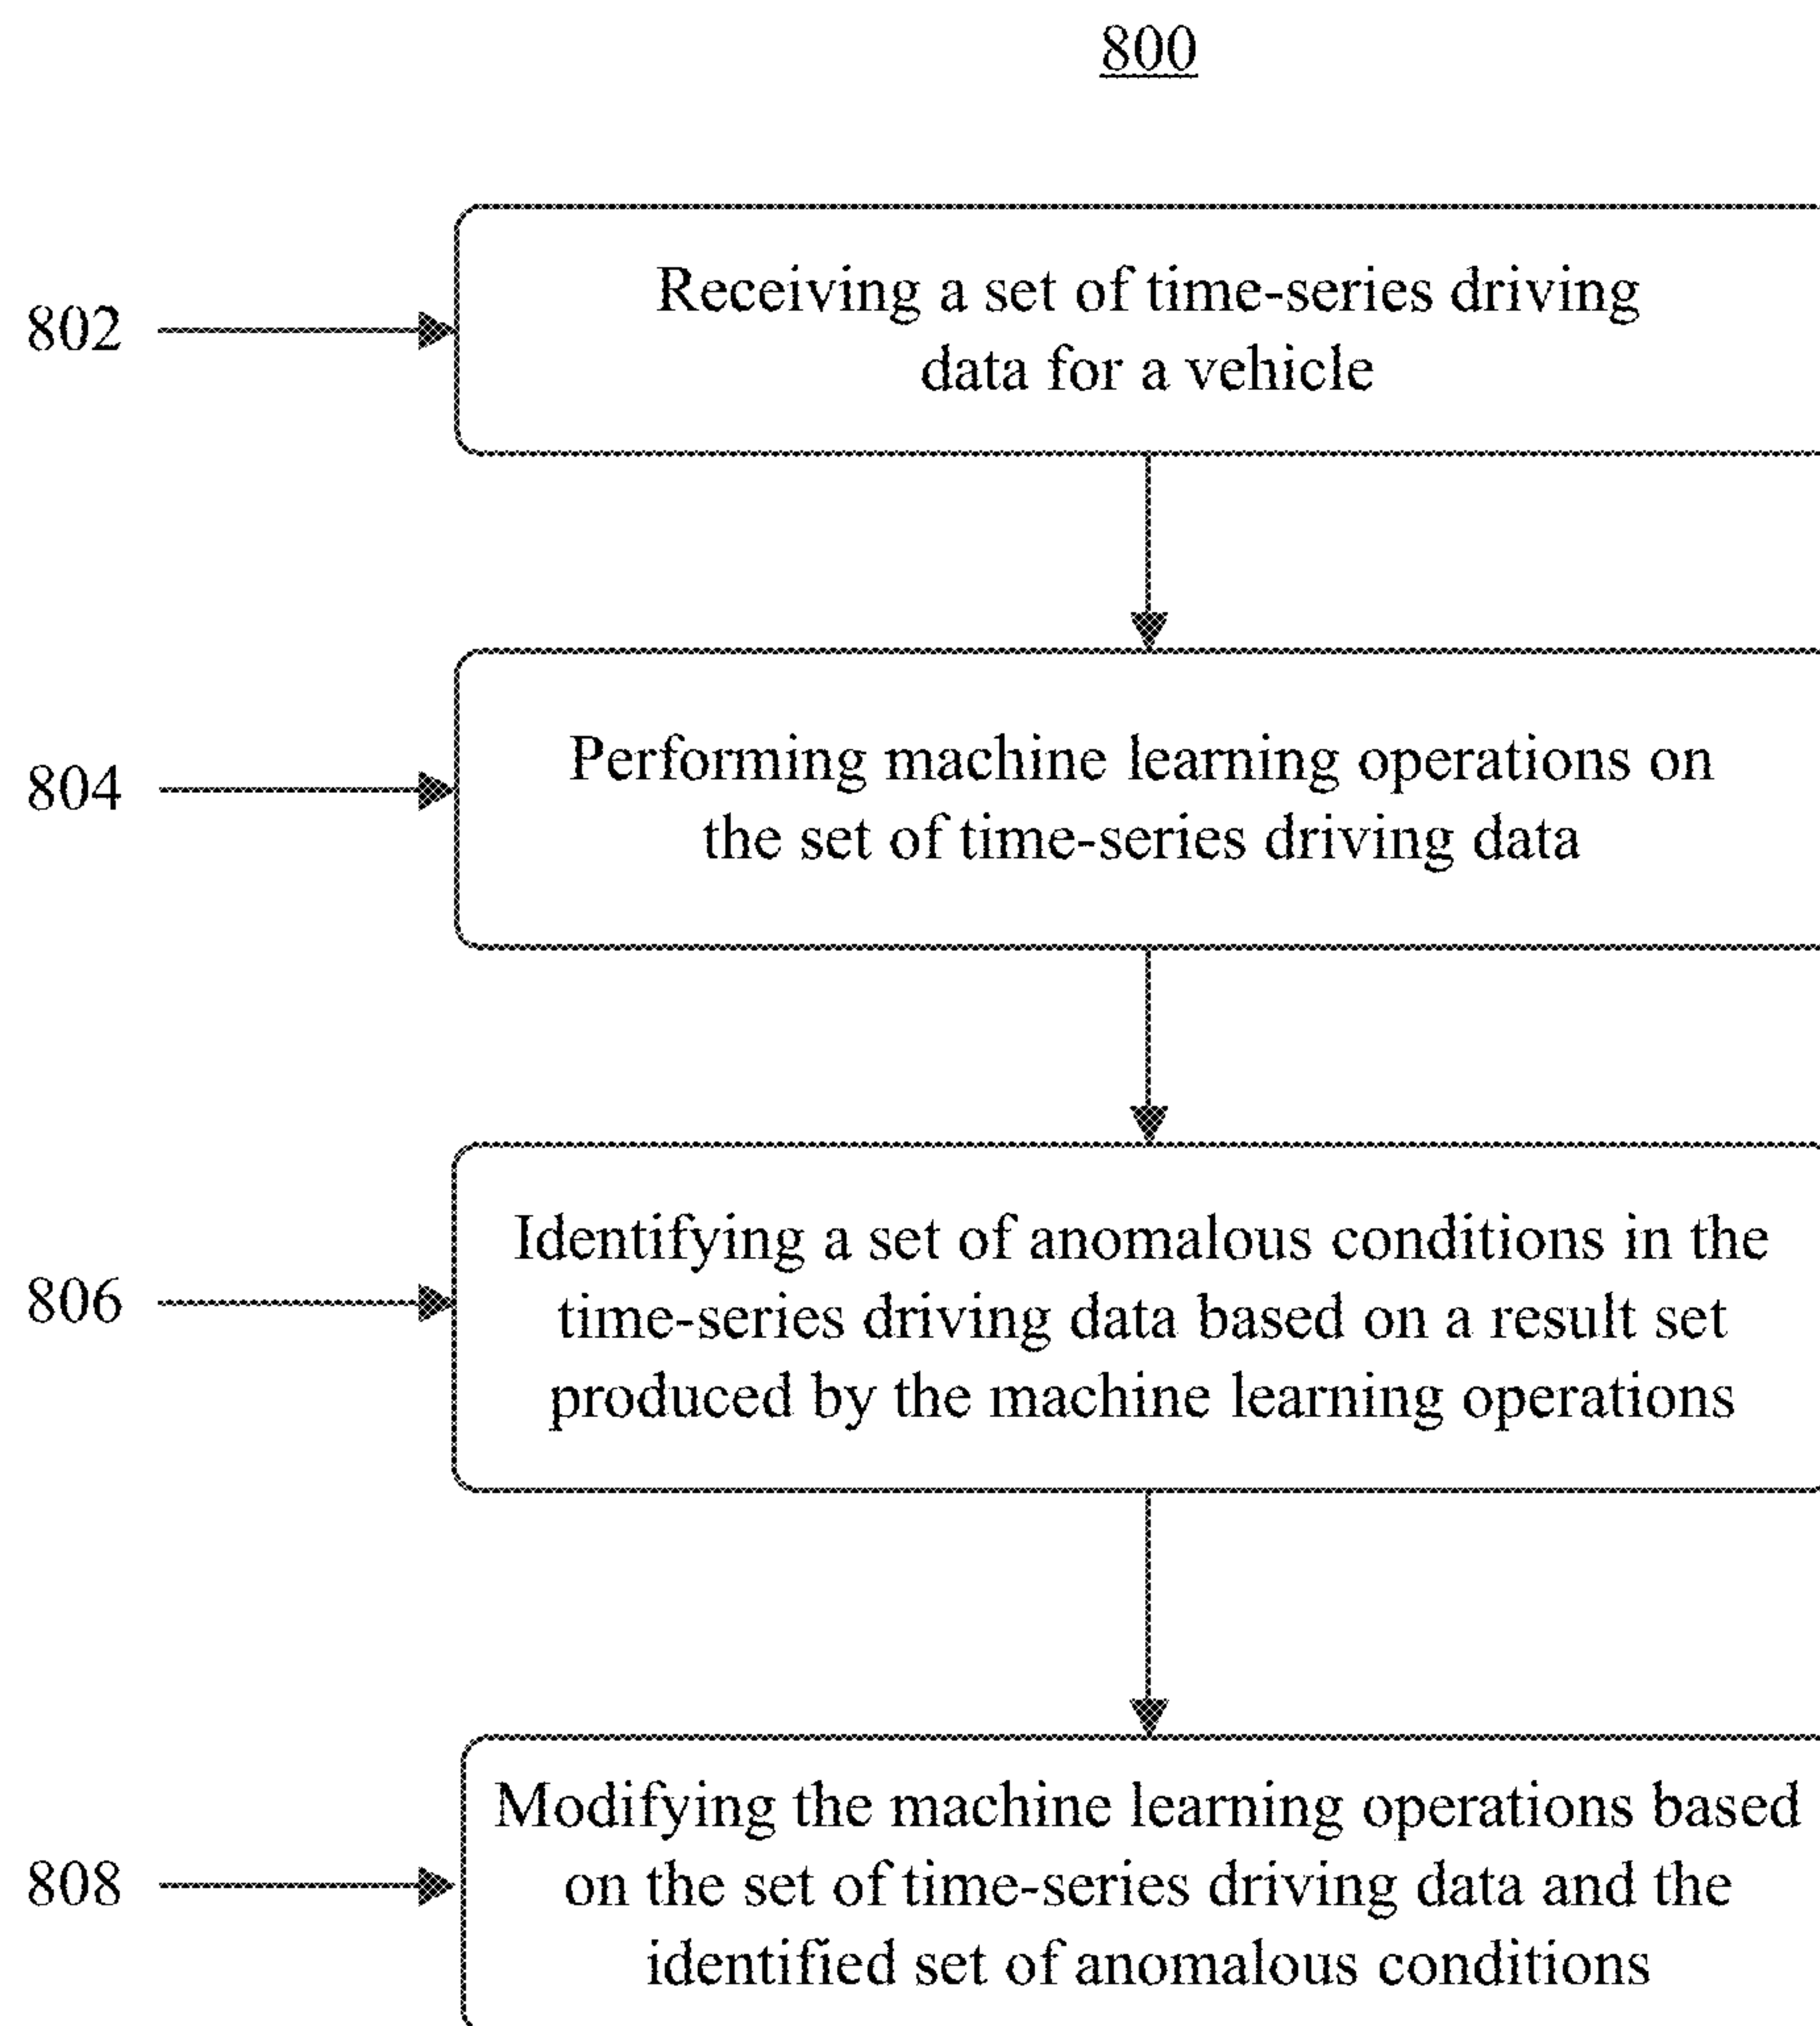 800
802
Receiving a set of time-series driving
data for a vehicle
804
Performing machine learning operations on
the set of time-series driving data
806
Identifying a set of anomalous conditions in the
time-series driving data based on a result set
produced by the machine learning operations
808
Modifying the machine learning operations based
on the set of time-series driving data and the
identified set of anomalous conditions